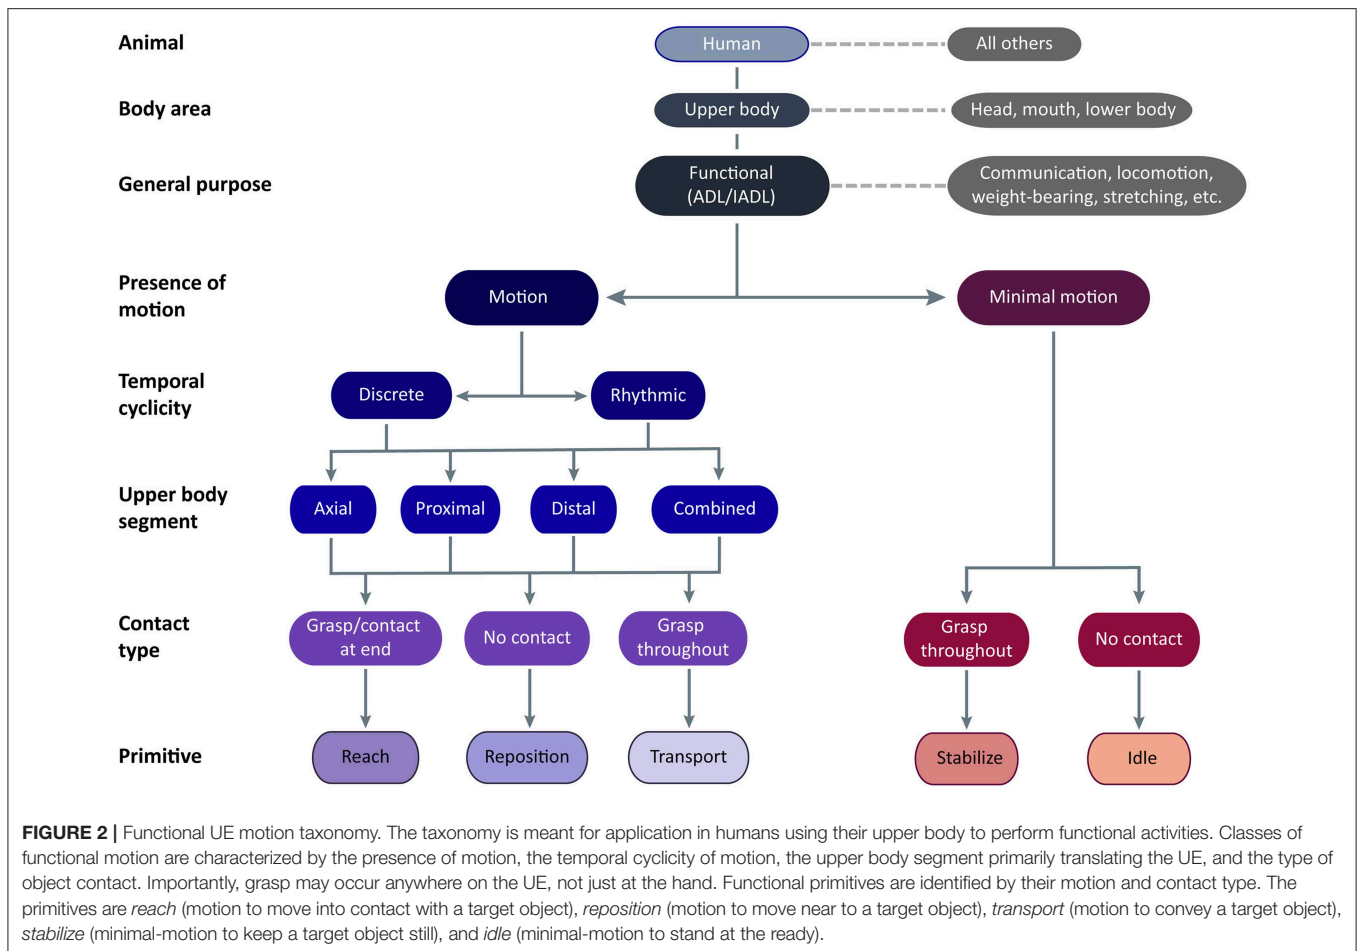 Animal
Human
All others
Body area
Upper body
Head, mouth, lower body
General purpose
Functional
(ADL/IADL)
Communication, locomotion,
weight-bearing, stretching, etc.
Presence of
motion
Motion
Minimal motion
Temporal
cyclicity
Discrete
Rhythmic
Upper body
segment
Axial
Proximal
Distal
Combined
Contact
type
Grasp/contact
at end
No contact
Grasp
throughout
Grasp
throughout
No contact
Primitive
Reach
Reposition
Transport
Stabilize
Idle
FIGURE 2 | Functional UE motion taxonomy. The taxonomy is meant for application in humans using their upper body to perform functional activities. Classes of
functional motion are characterized by the presence of motion, the temporal cyclicity of motion, the upper body segment primarily translating the UE, and the type of
object contact. Importantly, grasp may occur anywhere on the UE, not just at the hand. Functional primitives are identified by their motion and contact type. The
primitives are reach (motion to move into contact with a target object), reposition (motion to move near to a target object), transport (motion to convey a target object),
stabilize (minimal-motion to keep a target object still), and idle (minimal-motion to stand at the ready).